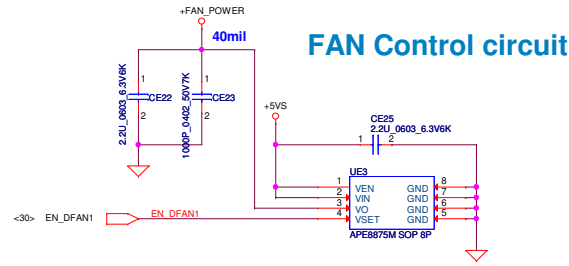 +FAN_POWER
40mil
FAN Control circuit
1
1
2.2U_0603_6.3V6K
CE22
1000P_0402_50V7K
CE23
2
2
+5VS
CE25
2.2U_0603_6.3V6K
1
2
UE3
1 VEN GND 8
2 VIN GND 7
3 VO GND 6
4 VSET GND 5
APE8875M SOP 8P
<30> EN_DFAN1
EN_DFAN1